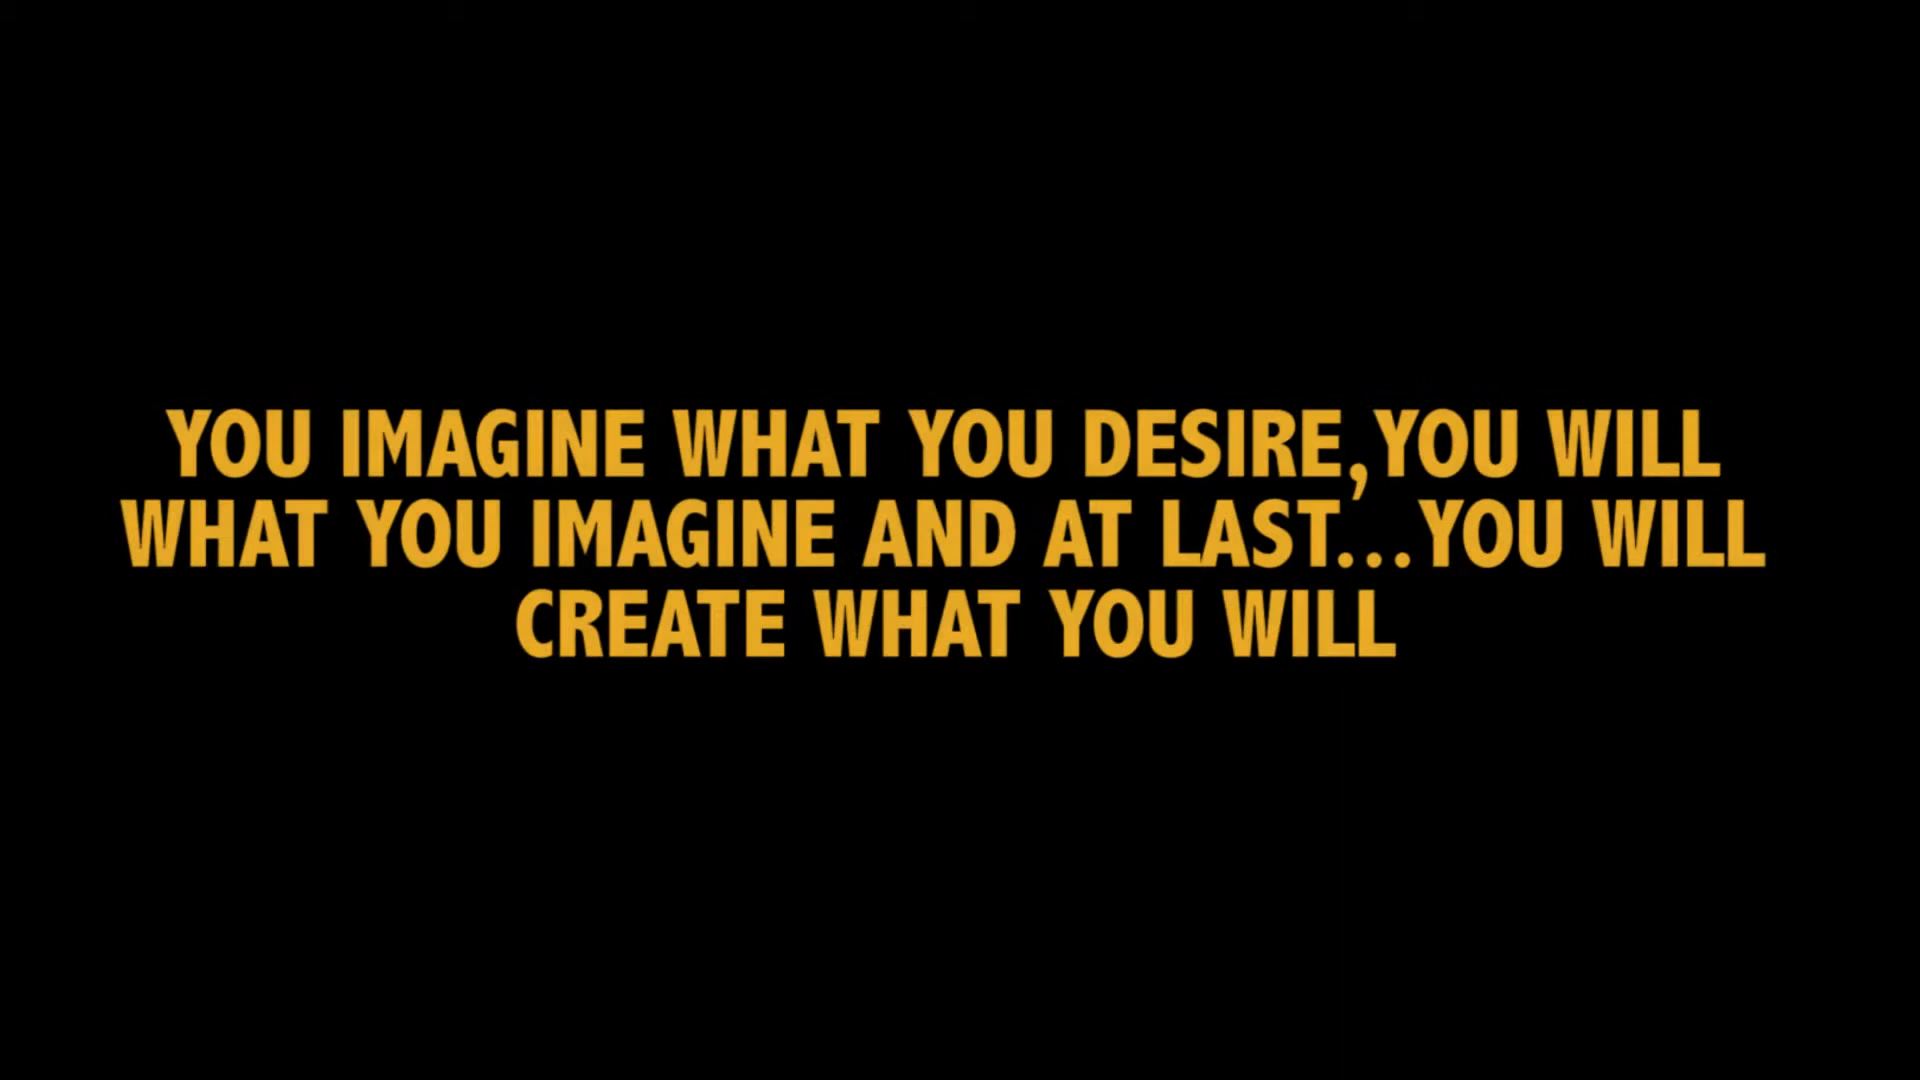 YOU IMAGINE WHAT YOU DESIRE,YOU WILL
WHAT YOU IMAGINE AND AT LAST...YOU WILL
CREATE WHAT YOU WILL